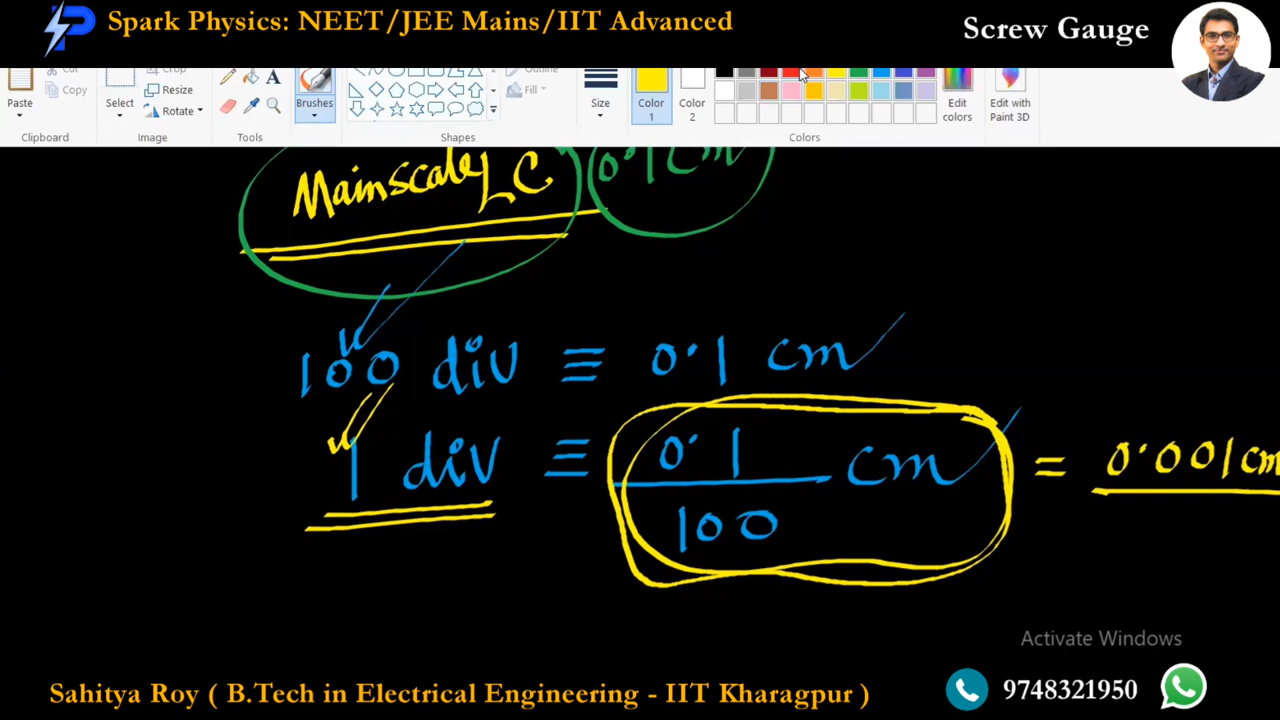 Spark Physics: NEET/JEE Mains/IIT Advanced
Screw Gauge
Cut
Crop
Outline
Paste
Copy
Select
Resize
Rotate
A
Brushes
Fill
Size
Color
1
Color
2
Edit
colors
Edit with
Paint 3D
Clipboard
Image
Tools
Shapes
Colors
Mainscale LC 0.1 cm
100 div ≡ 0.1 cm
1 div ≡ 0.1/100 cm = 0.001 cm
Activate Windows
Sahitya Roy ( B.Tech in Electrical Engineering - IIT Kharagpur )
9748321950